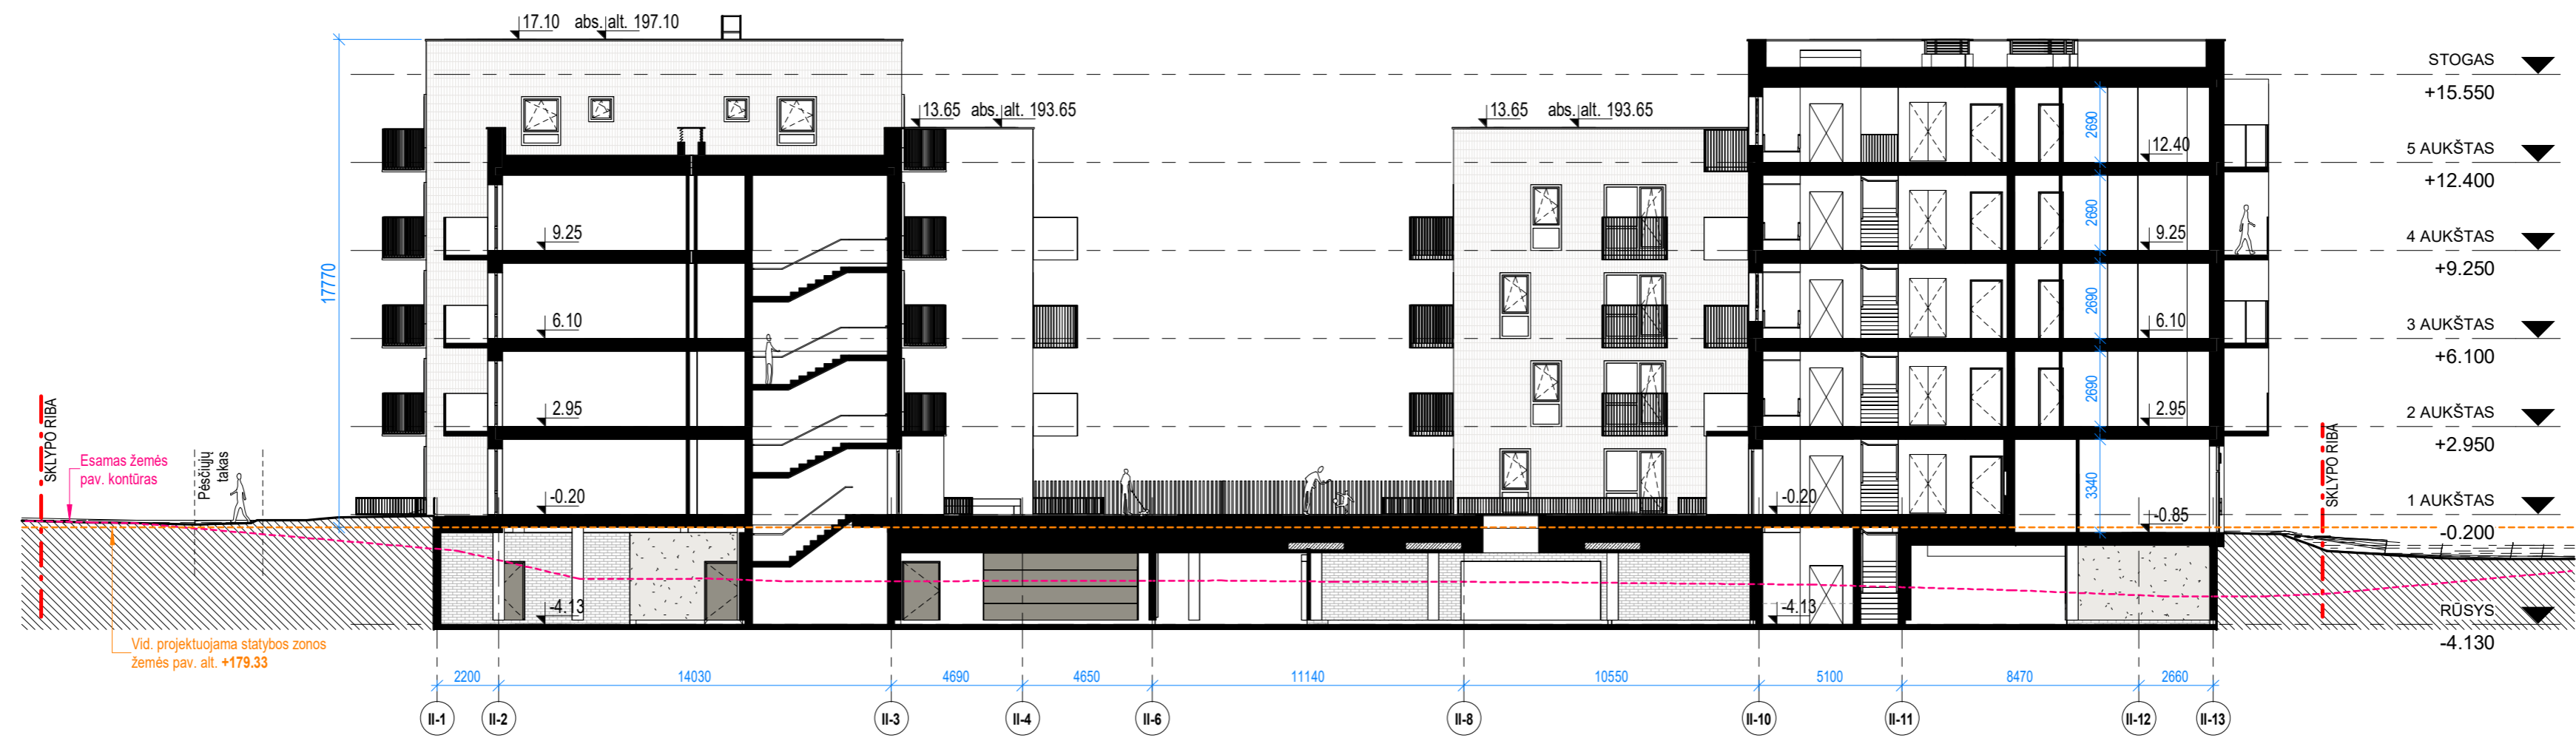 17.10 abs. alt. 197.10
13.65 abs. alt. 193.65
13.65 abs. alt. 193.65
STOGAS
+15.550
5 AUKŠTAS
+12.400
4 AUKŠTAS
+9.250
3 AUKŠTAS
+6.100
2 AUKŠTAS
+2.950
1 AUKŠTAS
-0.200
RŪSYS
-4.130
17770
9.25
6.10
2.95
-0.20
-4.13
2690
2690
2690
2690
3340
12.40
9.25
6.10
2.95
-0.20
-0.85
-4.13
SKLYPO RIBA
Esamas žemės
pav. kontūras
Pėsčiųjų
takas
SKLYPO RIBA
Vid. projektuojama statybos zonos
žemės pav. alt. +179.33
2200 14030 4690 4650 11140 10550 5100 8470 2660
II-1 II-2 II-3 II-4 II-6 II-8 II-10 II-11 II-12 II-13